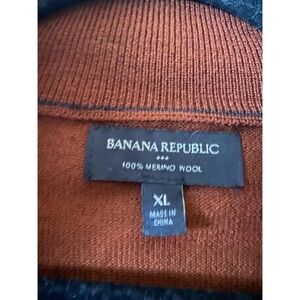 BANANA REPUBLIC
100% MERINO WOOL
XL
MADE IN
CHINA